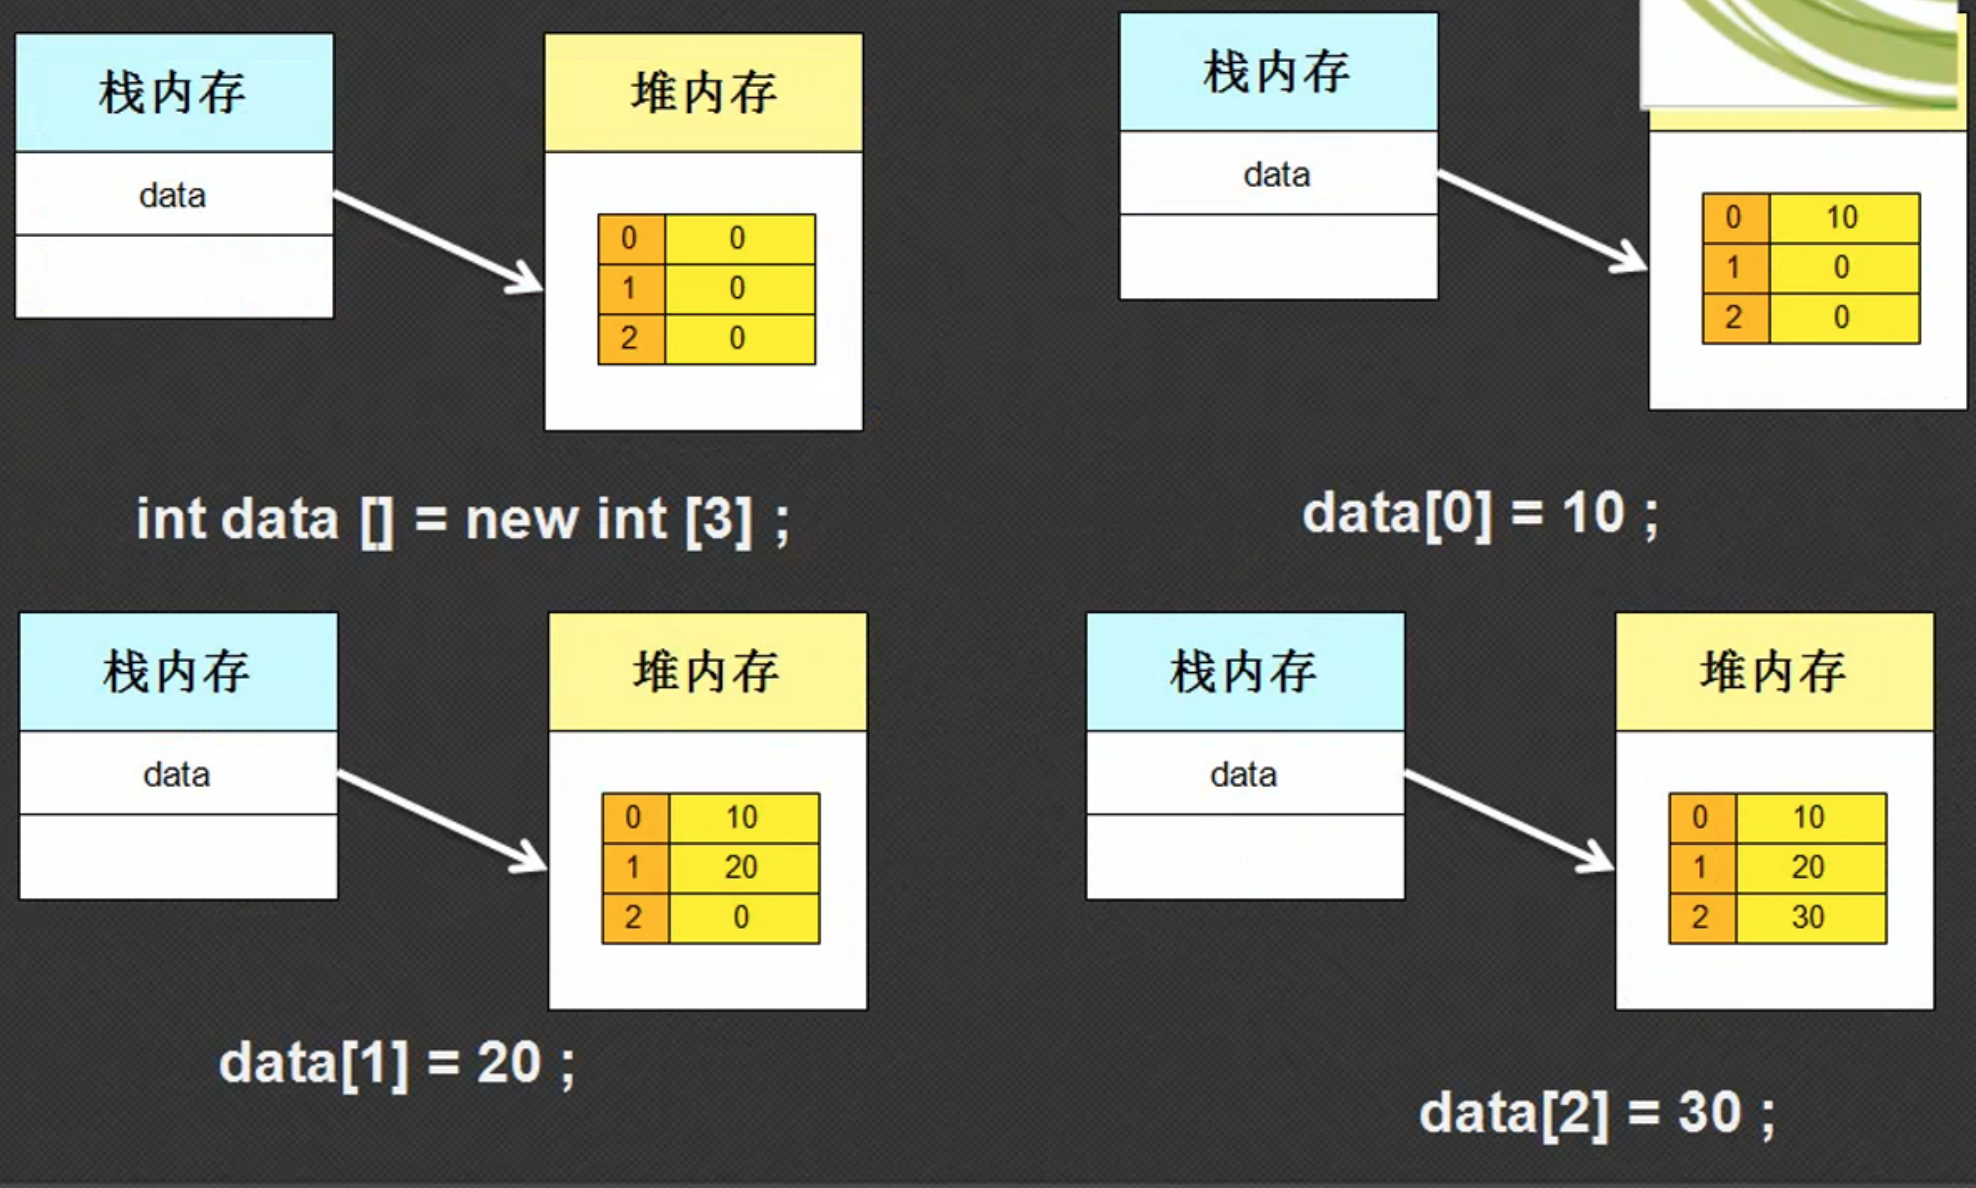 栈内存
data
堆内存
0 0
1 0
2 0
int data [] = new int [3] ;
栈内存
data
0 10
1 0
2 0
data[0] = 10 ;
栈内存
data
堆内存
0 10
1 20
2 0
data[1] = 20 ;
栈内存
data
堆内存
0 10
1 20
2 30
data[2] = 30 ;